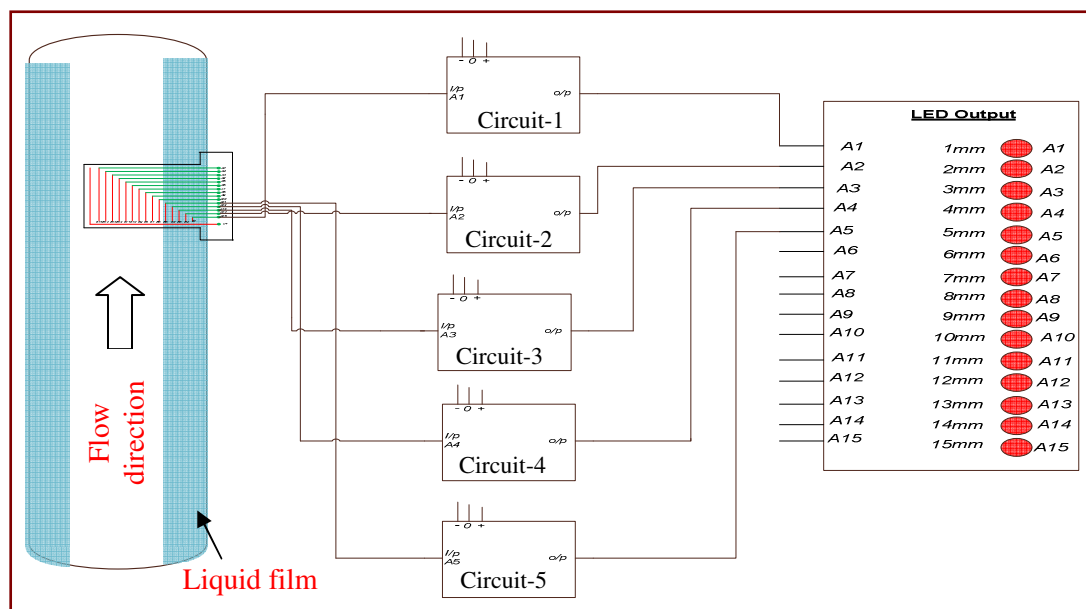 - 0 +
I/p
A1
o/p
Circuit-1
- 0 +
I/p
A2
o/p
Circuit-2
- 0 +
I/p
A3
o/p
Circuit-3
- 0 +
I/p
A4
o/p
Circuit-4
- 0 +
I/p
A5
o/p
Circuit-5
Flow
direction
Liquid film
LED Output
A1 1mm A1
A2 2mm A2
A3 3mm A3
A4 4mm A4
A5 5mm A5
A6 6mm A6
A7 7mm A7
A8 8mm A8
A9 9mm A9
A10 10mm A10
A11 11mm A11
A12 12mm A12
A13 13mm A13
A14 14mm A14
A15 15mm A15